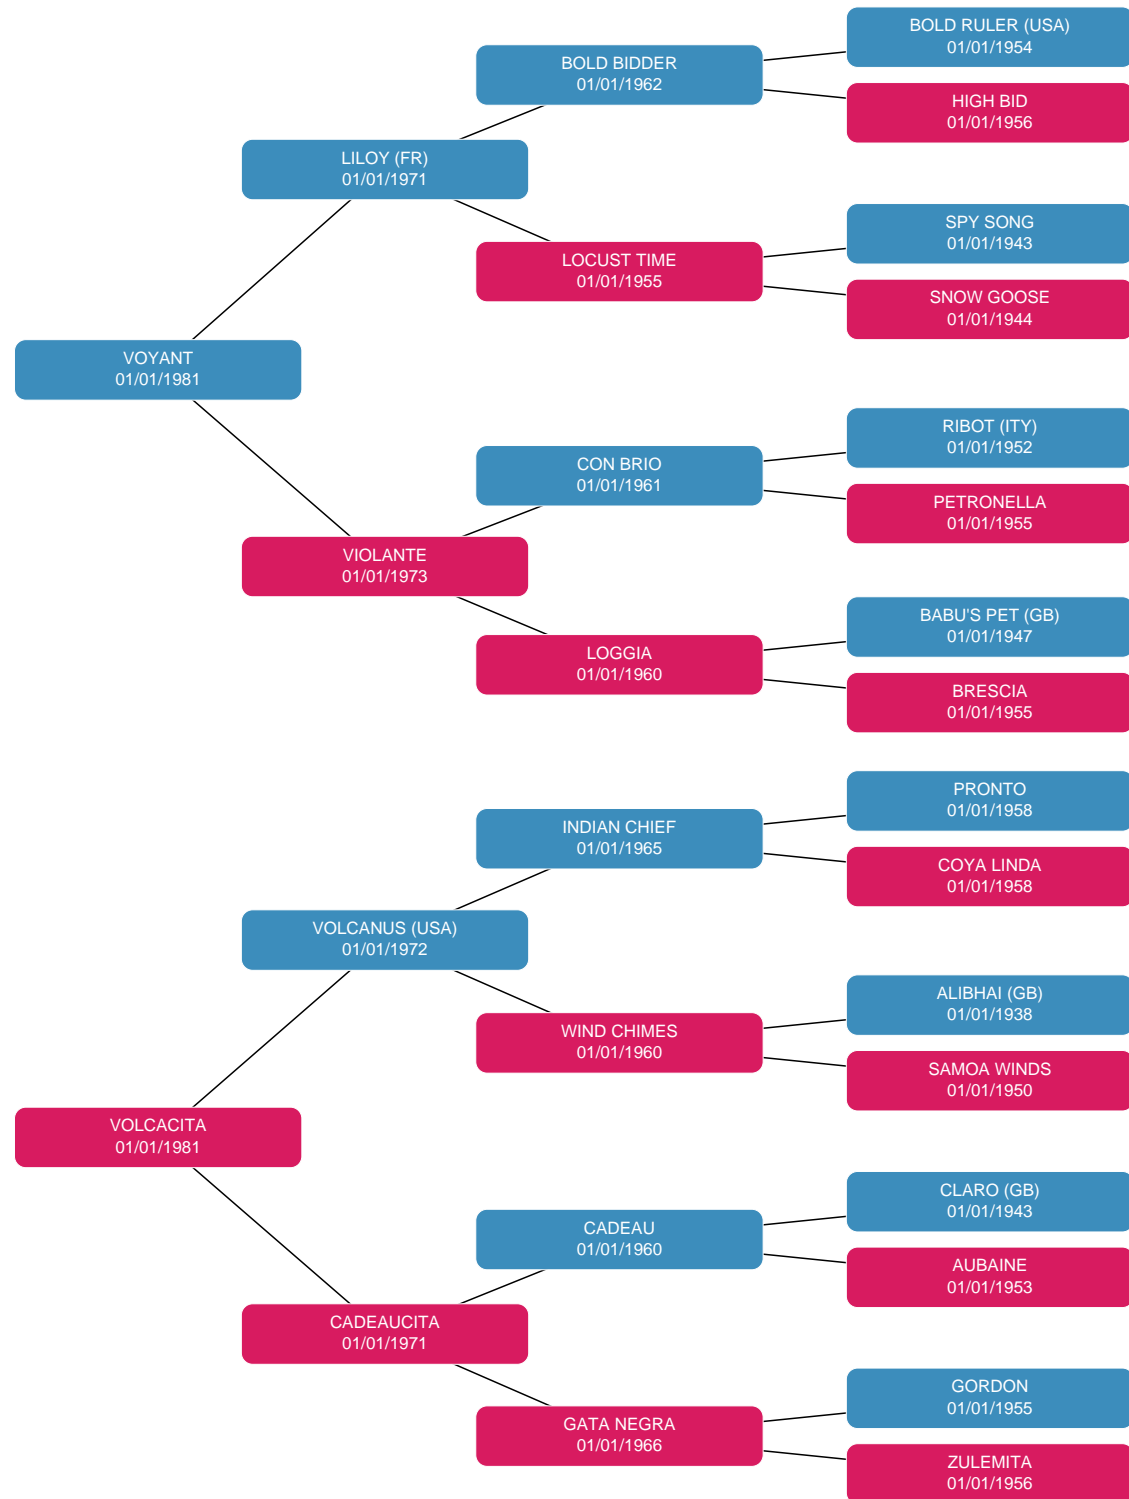 BOLD RULER (USA)
01/01/1954
BOLD BIDDER
01/01/1962
HIGH BID
01/01/1956
LILOY (FR)
01/01/1971
SPY SONG
01/01/1943
LOCUST TIME
01/01/1955
SNOW GOOSE
01/01/1944
VOYANT
01/01/1981
RIBOT (ITY)
01/01/1952
CON BRIO
01/01/1961
PETRONELLA
01/01/1955
VIOLANTE
01/01/1973
BABU'S PET (GB)
01/01/1947
LOGGIA
01/01/1960
BRESCIA
01/01/1955
PRONTO
01/01/1958
INDIAN CHIEF
01/01/1965
COYA LINDA
01/01/1958
VOLCANUS (USA)
01/01/1972
ALIBHAI (GB)
01/01/1938
WIND CHIMES
01/01/1960
SAMOA WINDS
01/01/1950
VOLCACITA
01/01/1981
CLARO (GB)
01/01/1943
CADEAU
01/01/1960
AUBAINE
01/01/1953
CADEAUCITA
01/01/1971
GORDON
01/01/1955
GATA NEGRA
01/01/1966
ZULEMITA
01/01/1956